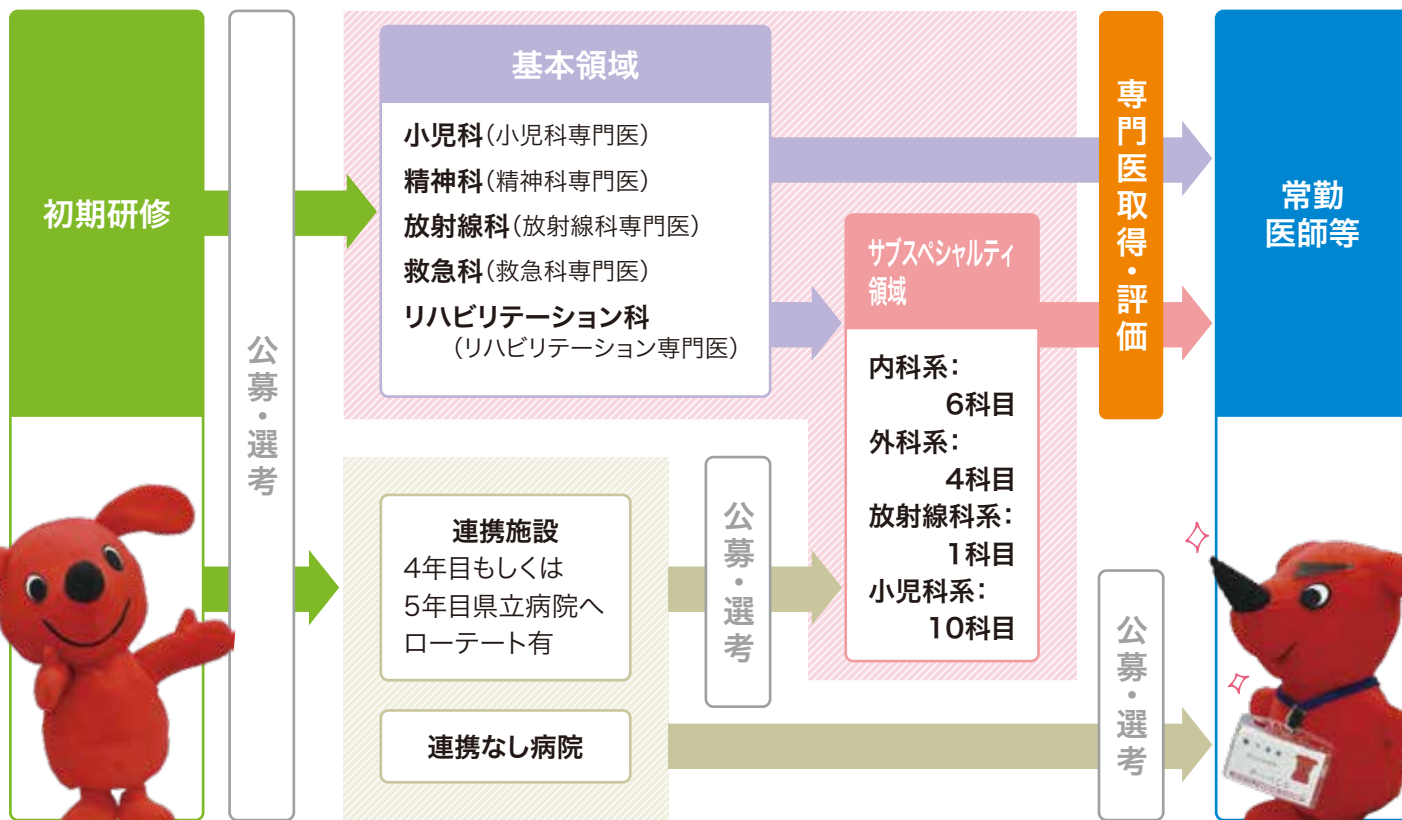 初期研修
公募・選考
基本領域
小児科(小児科専門医)
精神科(精神科専門医)
放射線科(放射線科専門医)
救急科(救急科専門医)
リハビリテーション科
(リハビリテーション専門医)
サブスペシャルティ
領域
内科系:
6科目
外科系:
4科目
放射線科系:
1科目
小児科系:
10科目
専門医取得・評価
常勤
医師等
連携施設
4年目もしくは
5年目県立病院へ
ローテート有
公募・選考
連携なし病院
公募・選考